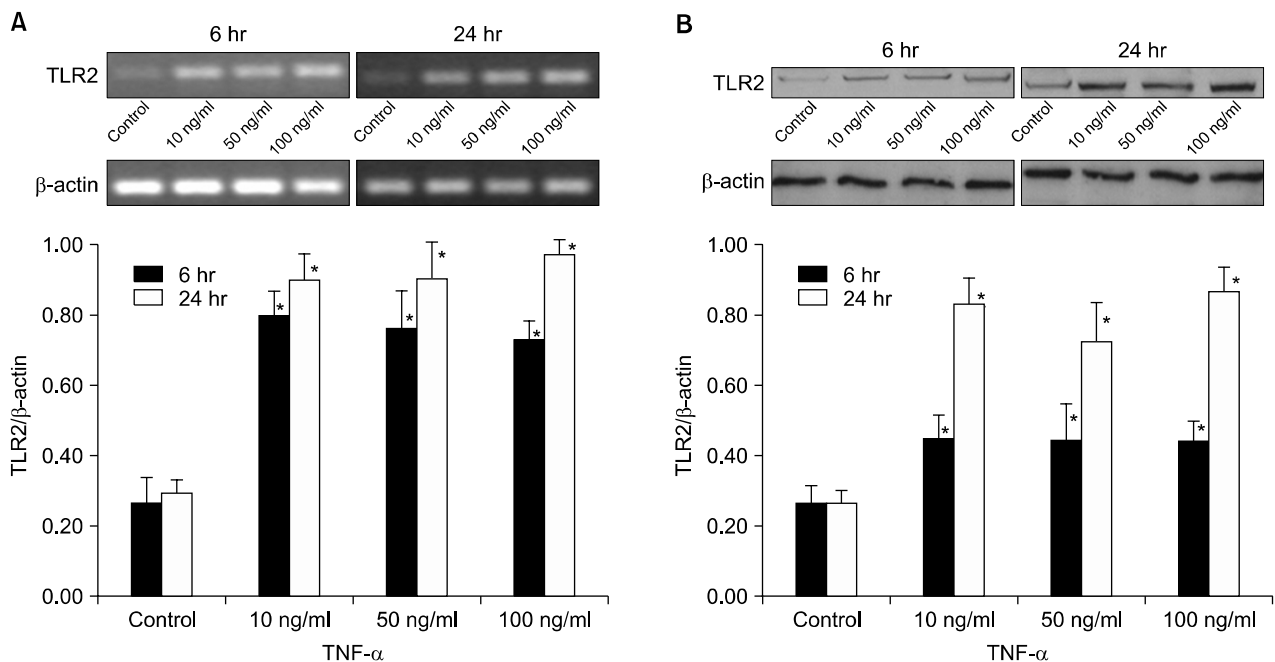 A
6 hr 24 hr
TLR2
Control 10 ng/ml 50 ng/ml 100 ng/ml Control 10 ng/ml 50 ng/ml 100 ng/ml
β-actin
1.00
0.80
0.60
0.40
0.20
0.00
TLR2/β-actin
6 hr
24 hr
* * * * * *
Control 10 ng/ml 50 ng/ml 100 ng/ml
TNF-α
B
6 hr 24 hr
TLR2
Control 10 ng/ml 50 ng/ml 100 ng/ml Control 10 ng/ml 50 ng/ml 100 ng/ml
β-actin
1.00
0.80
0.60
0.40
0.20
0.00
TLR2/β-actin
6 hr
24 hr
* * * * * *
Control 10 ng/ml 50 ng/ml 100 ng/ml
TNF-α